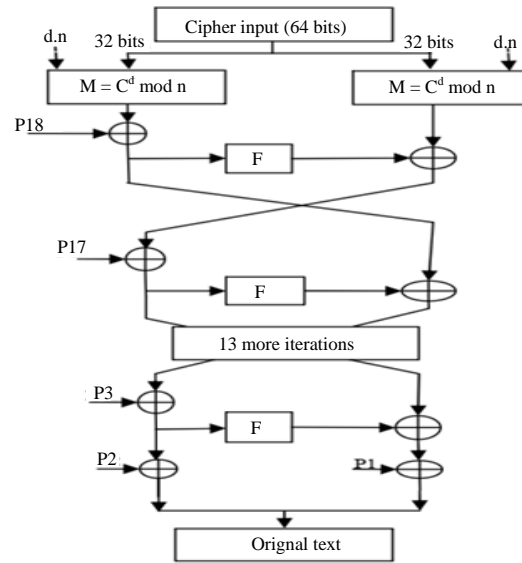 Cipher input (64 bits)
d.n
32 bits
32 bits
d.n
M = C^d mod n
M = C^d mod n
P18
F
P17
F
13 more iterations
P3
F
P2
P1
Orignal text